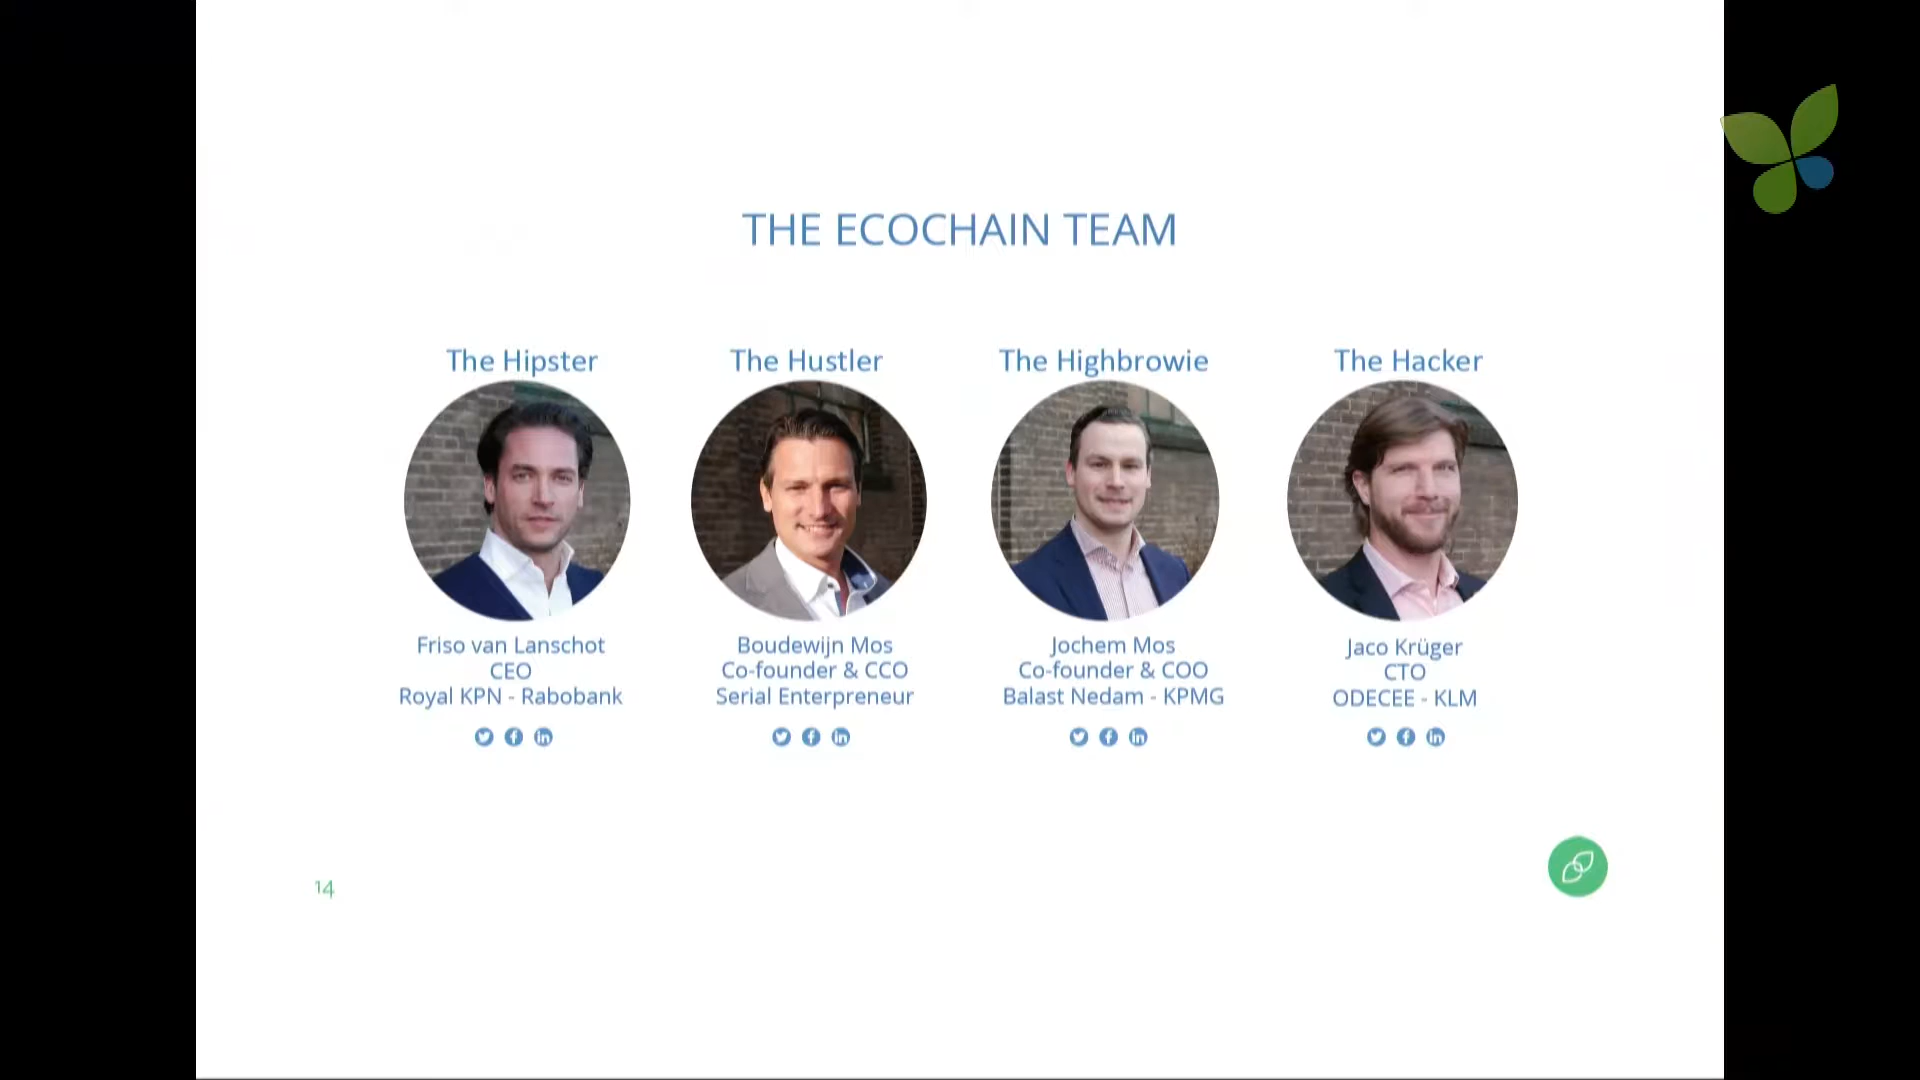 THE ECOCHAIN TEAM
The Hipster
The Hustler
The Highbrowie
The Hacker
Friso van Lanschot
CEO
Royal KPN - Rabobank
Boudewijn Mos
Co-founder & CCO
Serial Enterpreneur
Jochem Mos
Co-founder & COO
Balast Nedam - KPMG
Jaco Krüger
CTO
ODECEE - KLM
14